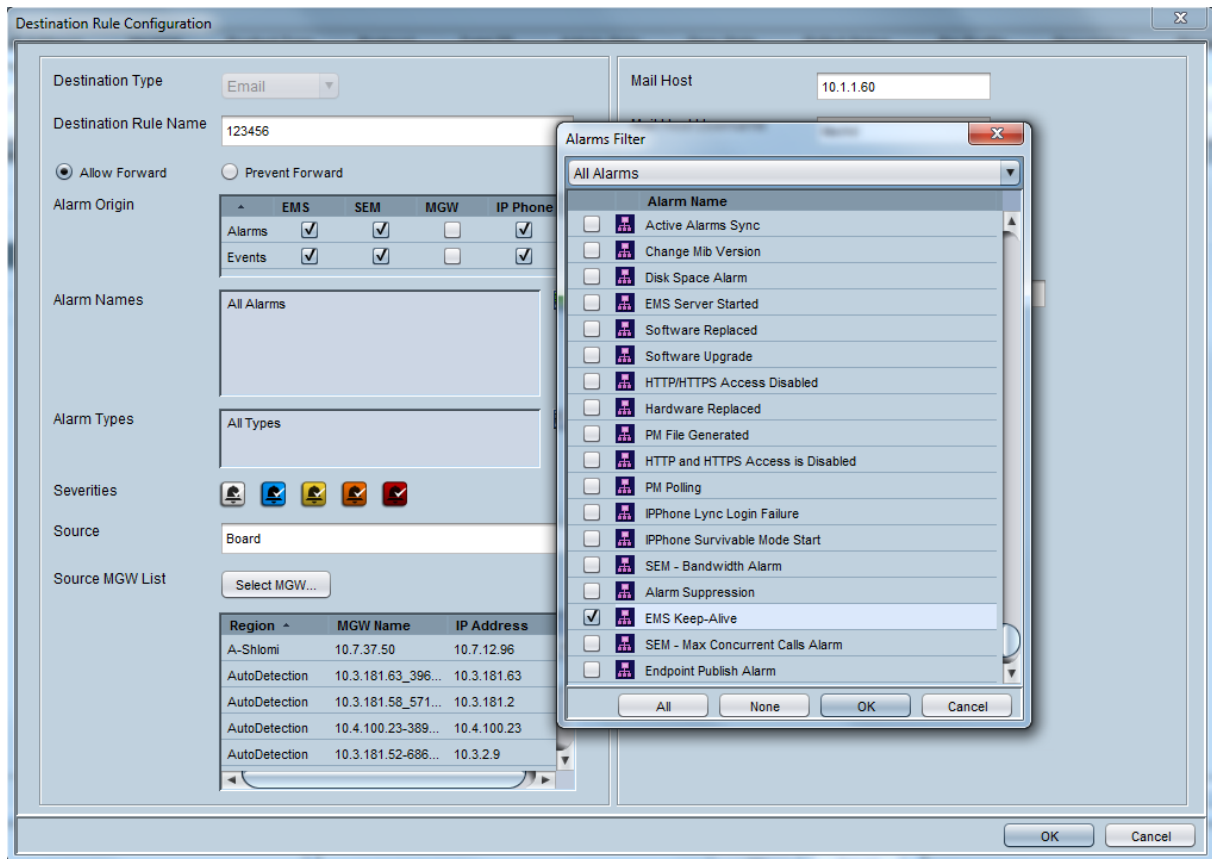 Destination Rule Configuration
Destination Type
Email
Destination Rule Name
123456
Allow Forward
Prevent Forward
Alarm Origin
EMS SEM MGW IP Phone
Alarms
Events
Alarm Names
All Alarms
Alarm Types
All Types
Severities
Source
Board
Source MGW List
Select MGW...
Region MGW Name IP Address
A-Shlomi 10.7.37.50 10.7.12.96
AutoDetection 10.3.181.63_396... 10.3.181.63
AutoDetection 10.3.181.58_571... 10.3.181.2
AutoDetection 10.4.100.23-389... 10.4.100.23
AutoDetection 10.3.181.52-686... 10.3.2.9
Mail Host
10.1.1.60
Alarms Filter
All Alarms
Alarm Name
Active Alarms Sync
Change Mib Version
Disk Space Alarm
EMS Server Started
Software Replaced
Software Upgrade
HTTP/HTTPS Access Disabled
Hardware Replaced
PM File Generated
HTTP and HTTPS Access is Disabled
PM Polling
IPPhone Lync Login Failure
IPPhone Survivable Mode Start
SEM - Bandwidth Alarm
Alarm Suppression
EMS Keep-Alive
SEM - Max Concurrent Calls Alarm
Endpoint Publish Alarm
All None OK Cancel
OK Cancel